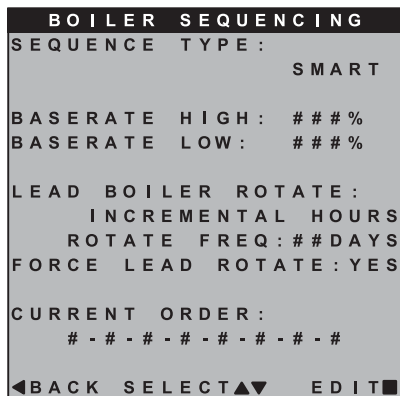 BOILER SEQUENCING
SEQUENCE TYPE:
SMART
BASERATE HIGH: ###%
BASERATE LOW: ###%
LEAD BOILER ROTATE:
INCREMENTAL HOURS
ROTATE FREQ:##DAYS
FORCE LEAD ROTATE:YES
CURRENT ORDER:
#-#-#-#-#-#-#-#
◀BACK SELECT▲▼ EDIT■